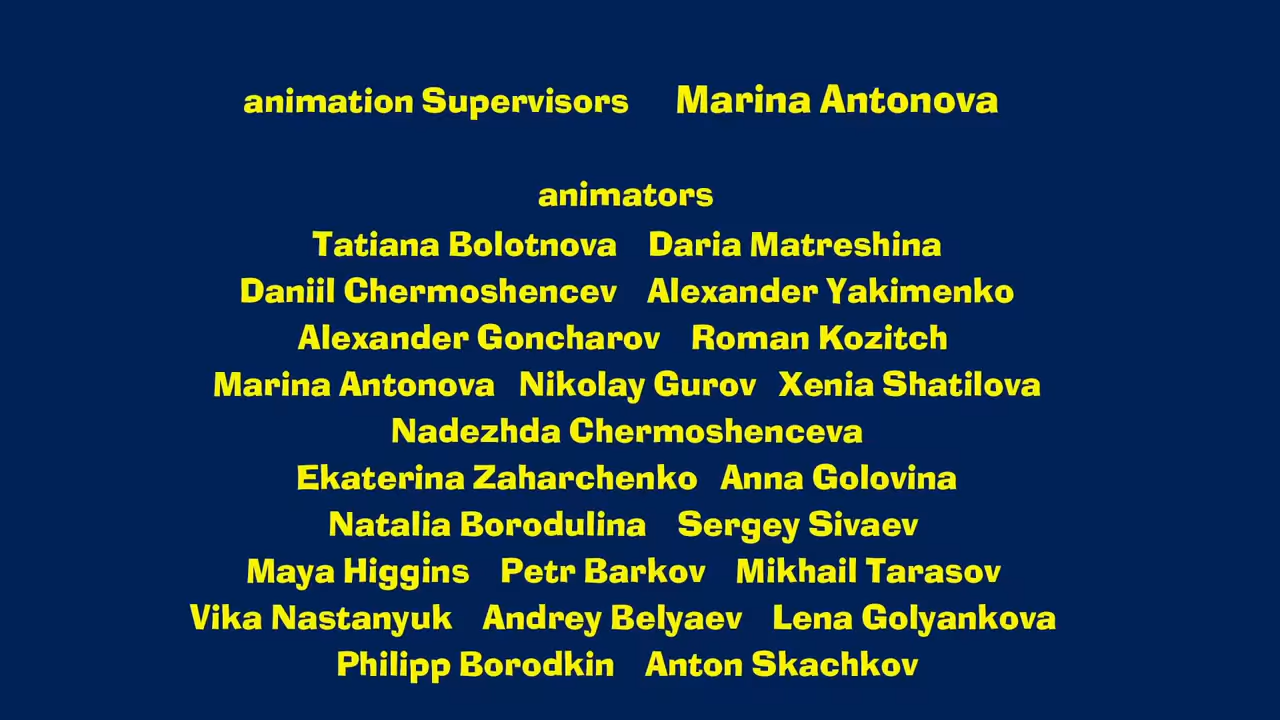 animation Supervisors Marina Antonova
animators
Tatiana Bolotnova Daria Matreshina
Daniil Chermoshencev Alexander Yakimenko
Alexander Goncharov Roman Kozitch
Marina Antonova Nikolay Gurov Xenia Shatilova
Nadezhda Chermoshenceva
Ekaterina Zaharchenko Anna Golovina
Natalia Borodulina Sergey Sivaev
Maya Higgins Petr Barkov Mikhail Tarasov
Vika Nastanyuk Andrey Belyaev Lena Golyankova
Philipp Borodkin Anton Skachkov